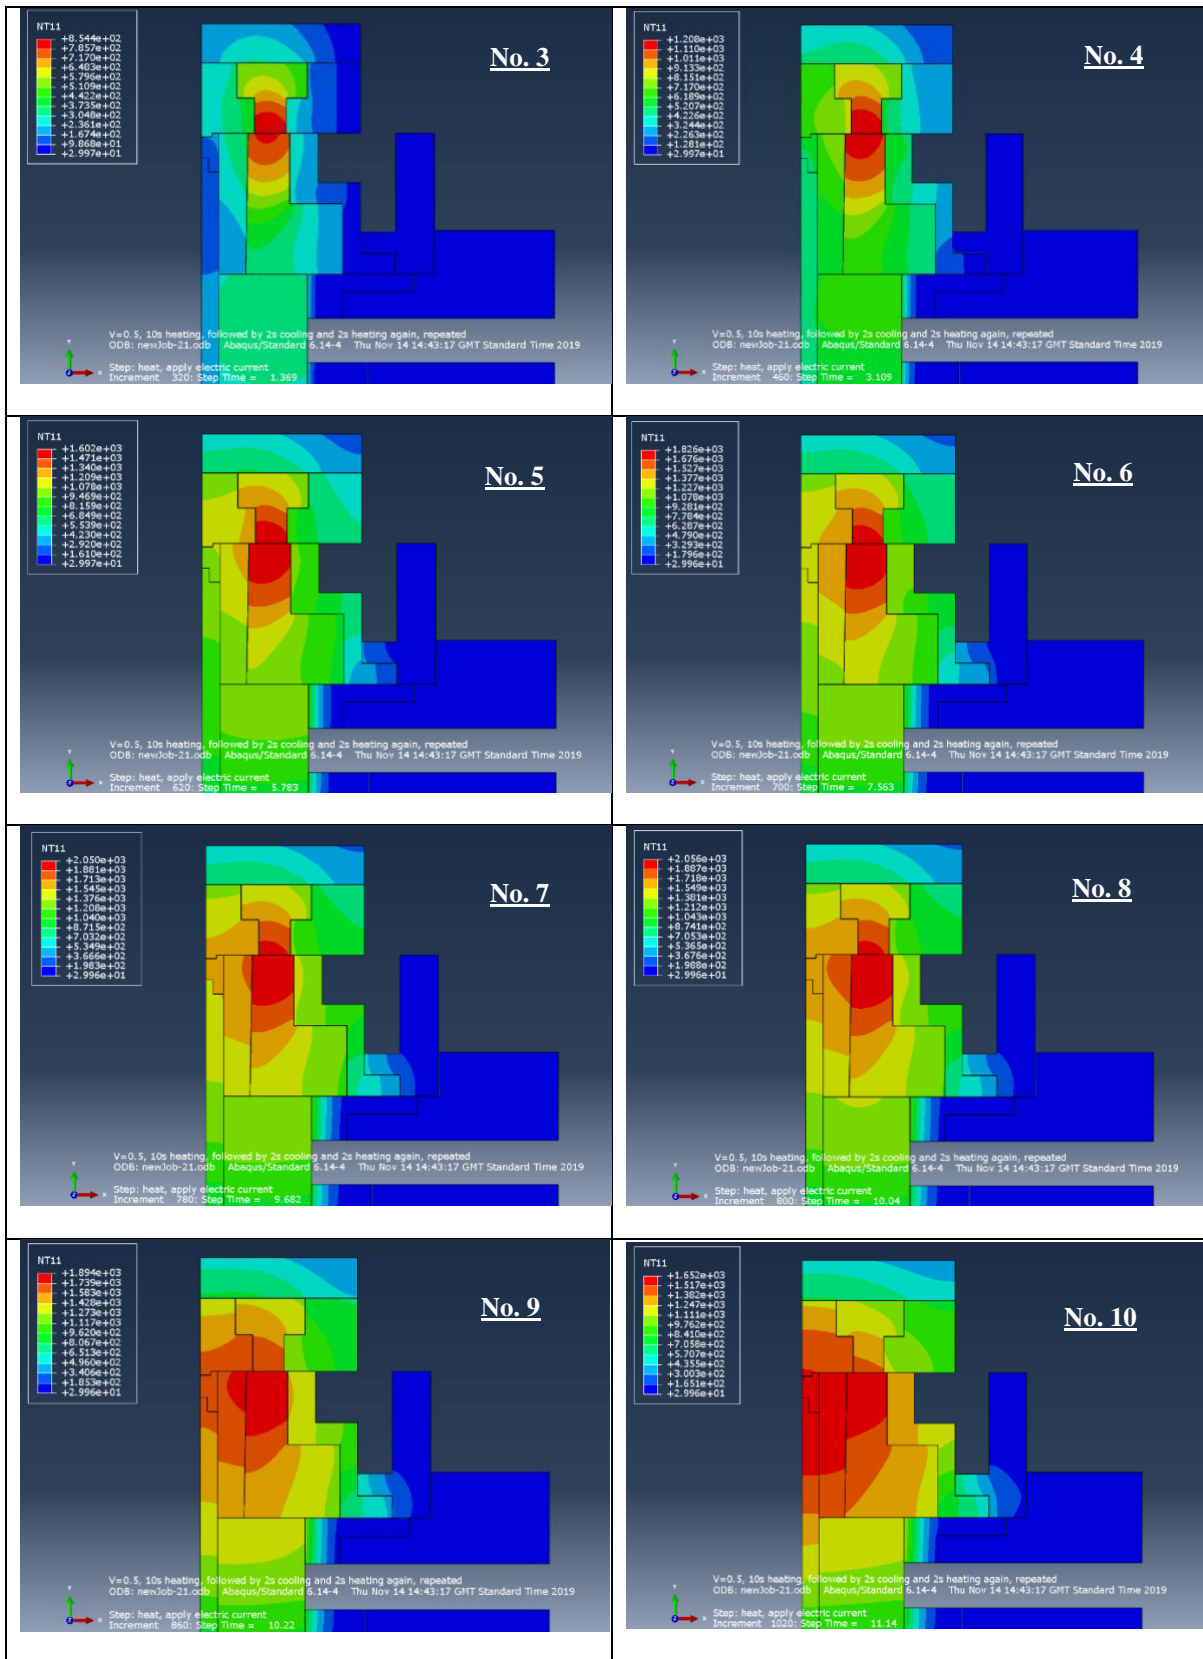 NT11
+8.544e+02
+7.857e+02
+7.170e+02
+6.483e+02
+5.796e+02
+5.109e+02
+4.422e+02
+3.735e+02
+3.048e+02
+2.361e+02
+1.674e+02
+9.868e+01
+2.997e+01
No. 3
V=0.5, 10s heating, followed by 2s cooling and 2s heating again, repeated
ODB: newJob-21.odb Abaqus/Standard 6.14-4 Thu Nov 14 14:43:17 GMT Standard Time 2019
Step: heat, apply electric current
Increment 320: Step Time = 1.369
NT11
+1.208e+03
+1.110e+03
+1.011e+03
+9.133e+02
+8.151e+02
+7.170e+02
+6.189e+02
+5.207e+02
+4.226e+02
+3.244e+02
+2.263e+02
+1.281e+02
+2.997e+01
No. 4
V=0.5, 10s heating, followed by 2s cooling and 2s heating again, repeated
ODB: newJob-21.odb Abaqus/Standard 6.14-4 Thu Nov 14 14:43:17 GMT Standard Time 2019
Step: heat, apply electric current
Increment 460: Step Time = 3.109
NT11
+1.602e+03
+1.471e+03
+1.340e+03
+1.209e+03
+1.078e+03
+9.469e+02
+8.159e+02
+6.849e+02
+5.539e+02
+4.230e+02
+2.920e+02
+1.610e+02
+2.997e+01
No. 5
V=0.5, 10s heating, followed by 2s cooling and 2s heating again, repeated
ODB: newJob-21.odb Abaqus/Standard 6.14-4 Thu Nov 14 14:43:17 GMT Standard Time 2019
Step: heat, apply electric current
Increment 620: Step Time = 5.783
NT11
+1.826e+03
+1.676e+03
+1.527e+03
+1.377e+03
+1.227e+03
+1.078e+03
+9.281e+02
+7.784e+02
+6.287e+02
+4.790e+02
+3.293e+02
+1.796e+02
+2.996e+01
No. 6
V=0.5, 10s heating, followed by 2s cooling and 2s heating again, repeated
ODB: newJob-21.odb Abaqus/Standard 6.14-4 Thu Nov 14 14:43:17 GMT Standard Time 2019
Step: heat, apply electric current
Increment 700: Step Time = 7.563
NT11
+2.050e+03
+1.881e+03
+1.713e+03
+1.545e+03
+1.376e+03
+1.208e+03
+1.040e+03
+8.715e+02
+7.032e+02
+5.349e+02
+3.666e+02
+1.983e+02
+2.996e+01
No. 7
V=0.5, 10s heating, followed by 2s cooling and 2s heating again, repeated
ODB: newJob-21.odb Abaqus/Standard 6.14-4 Thu Nov 14 14:43:17 GMT Standard Time 2019
Step: heat, apply electric current
Increment 780: Step Time = 9.682
NT11
+2.056e+03
+1.887e+03
+1.718e+03
+1.549e+03
+1.381e+03
+1.212e+03
+1.043e+03
+8.741e+02
+7.053e+02
+5.365e+02
+3.676e+02
+1.988e+02
+2.996e+01
No. 8
V=0.5, 10s heating, followed by 2s cooling and 2s heating again, repeated
ODB: newJob-21.odb Abaqus/Standard 6.14-4 Thu Nov 14 14:43:17 GMT Standard Time 2019
Step: heat, apply electric current
Increment 800: Step Time = 10.04
NT11
+1.894e+03
+1.739e+03
+1.583e+03
+1.428e+03
+1.273e+03
+1.117e+03
+9.620e+02
+8.067e+02
+6.513e+02
+4.960e+02
+3.406e+02
+1.853e+02
+2.996e+01
No. 9
V=0.5, 10s heating, followed by 2s cooling and 2s heating again, repeated
ODB: newJob-21.odb Abaqus/Standard 6.14-4 Thu Nov 14 14:43:17 GMT Standard Time 2019
Step: heat, apply electric current
Increment 860: Step Time = 10.22
NT11
+1.652e+03
+1.517e+03
+1.382e+03
+1.247e+03
+1.111e+03
+9.762e+02
+8.410e+02
+7.058e+02
+5.707e+02
+4.355e+02
+3.003e+02
+1.651e+02
+2.996e+01
No. 10
V=0.5, 10s heating, followed by 2s cooling and 2s heating again, repeated
ODB: newJob-21.odb Abaqus/Standard 6.14-4 Thu Nov 14 14:43:17 GMT Standard Time 2019
Step: heat, apply electric current
Increment 1020: Step Time = 11.14